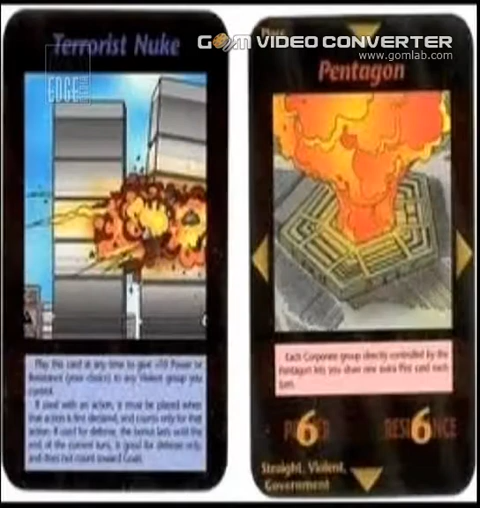 Terrorist Nuke
EDGE
MEDIA
Play this card at any time to give +10 Power or
Resistance (your choice) to any Violent group you
control.
If used with an action, it must be played when
that action is first declared, and counts only for that
action. If used for defense, the bonus lasts until the
end of the current turn, is good for defense only,
and does not count toward Goals.
GOM VIDEO CONVERTER
www.gomlab.com
Pentagon
Each Corporate group directly controlled by the
Pentagon lets you draw one extra Plot card each
turn.
POWER 6
RESISTANCE 6
Straight, Violent,
Government